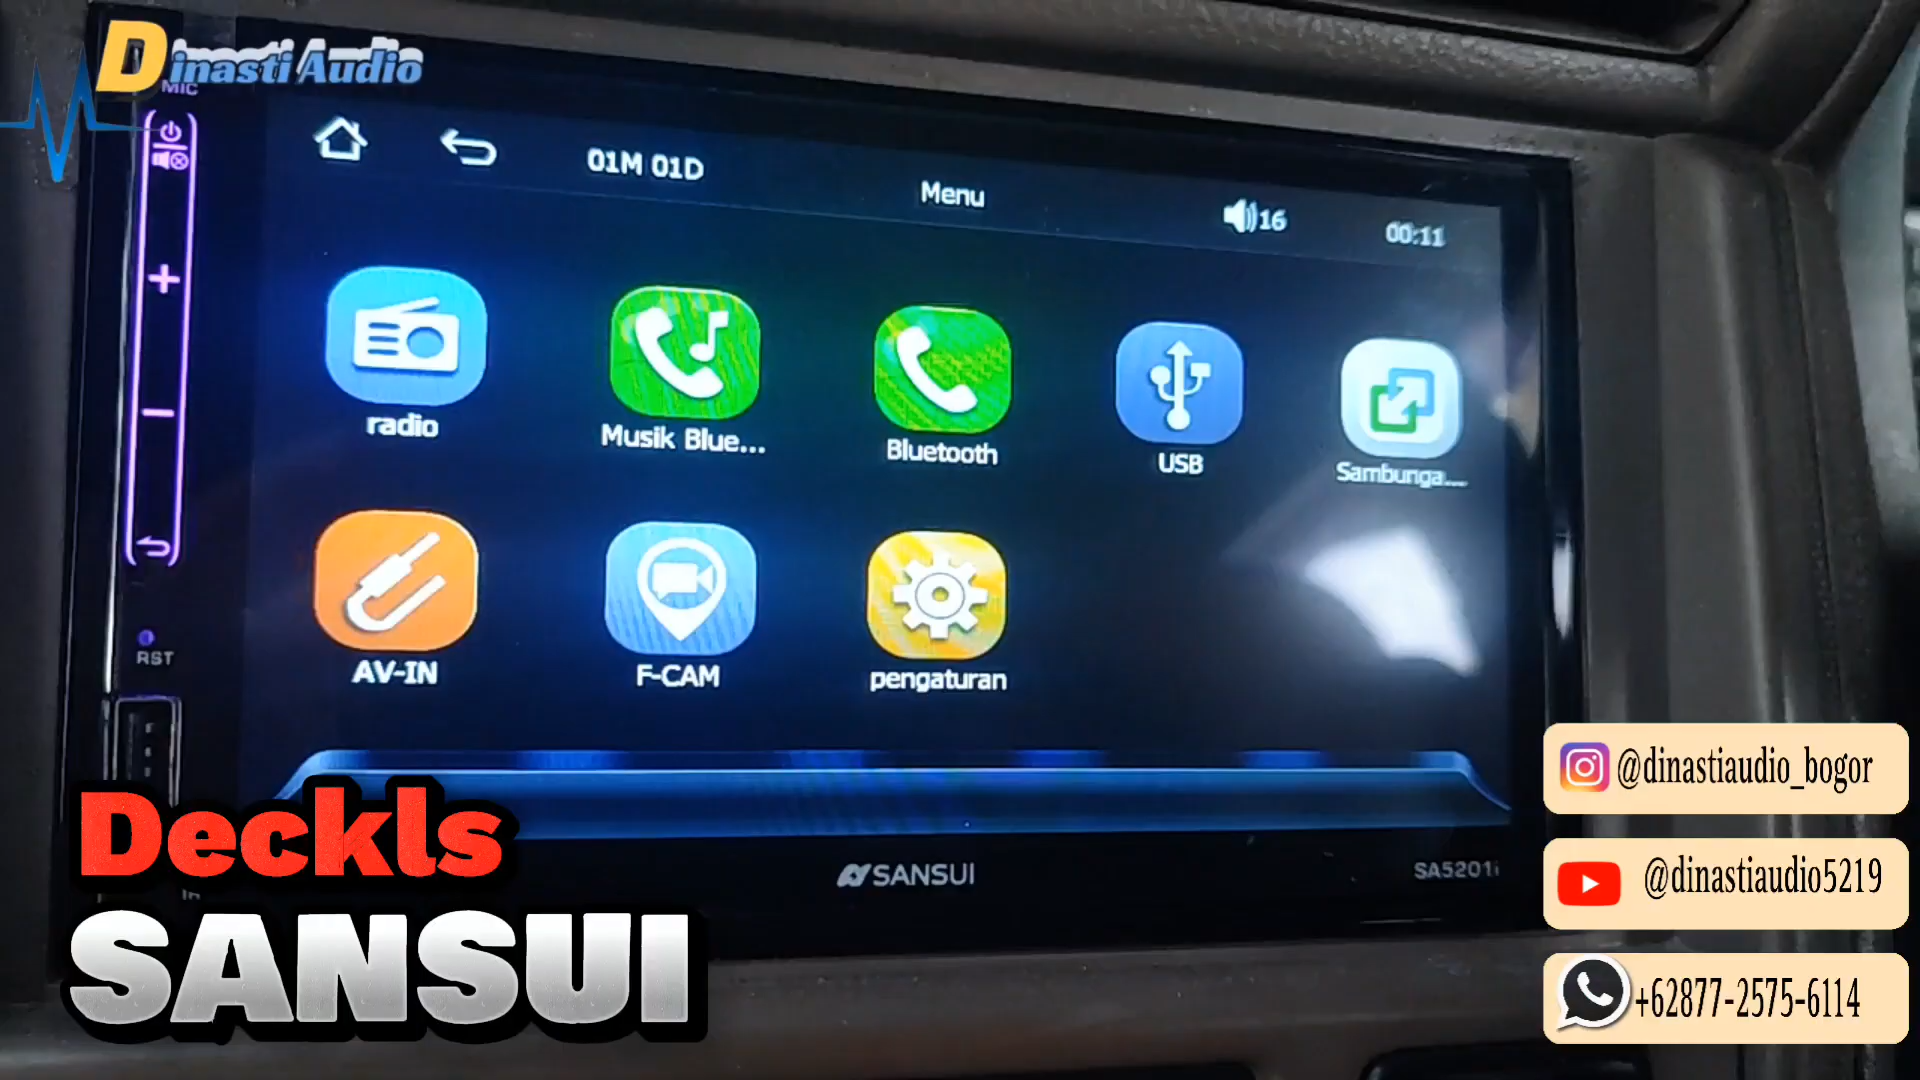 Dinasti Audio
MIC
01M 01D
Menu
16
00:11
radio
Musik Blue...
Bluetooth
USB
Sambunga...
AV-IN
F-CAM
pengaturan
RST
@dinastiaudio_bogor
Deckls
@dinastiaudio5219
SANSUI
SA5201i
IR
SANSUI
+62877-2575-6114